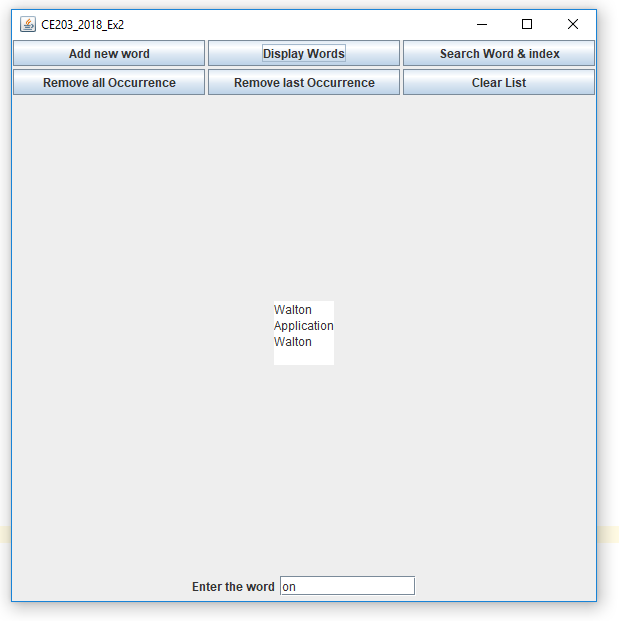 CE203_2018_Ex2
Add new word Display Words Search Word & index
Remove all Occurrence Remove last Occurrence Clear List
Walton
Application
Walton
Enter the word on